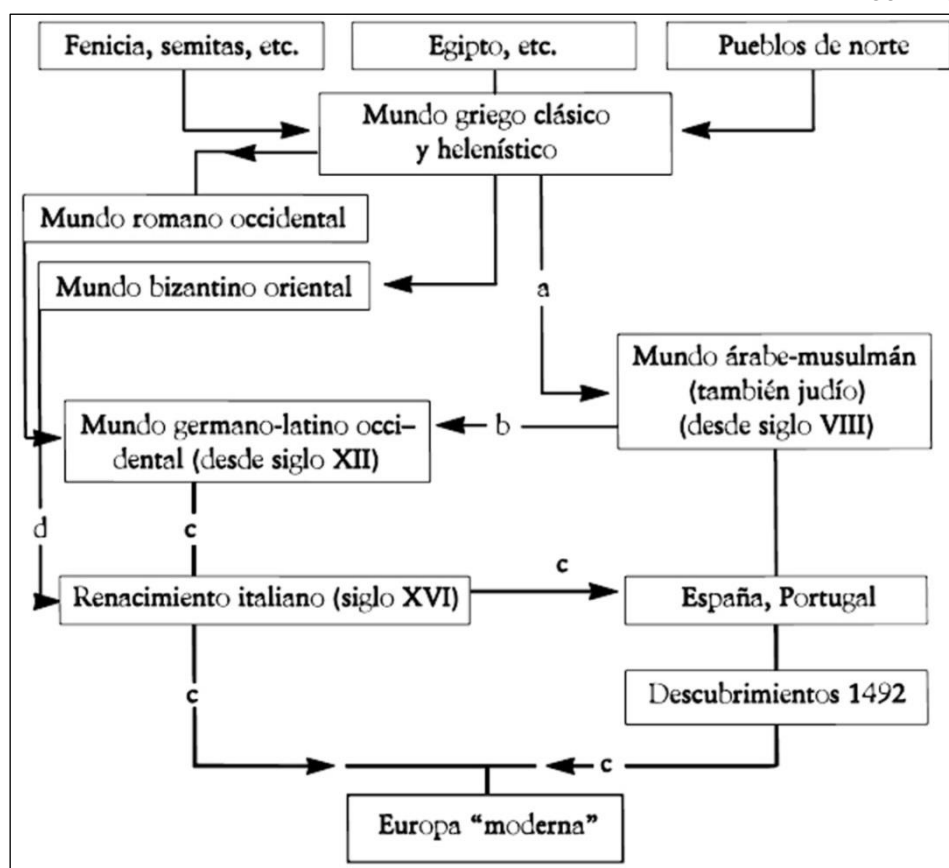 Fenicia, semitas, etc.
Egipto, etc.
Pueblos de norte
Mundo griego clásico
y helenístico
Mundo romano occidental
Mundo bizantino oriental
a
Mundo árabe-musulmán
(también judío)
(desde siglo VIII)
Mundo germano-latino occi-
dental (desde siglo XII)
b
d
c
c
Renacimiento italiano (siglo XVI)
España, Portugal
c
Descubrimientos 1492
c
Europa “moderna”